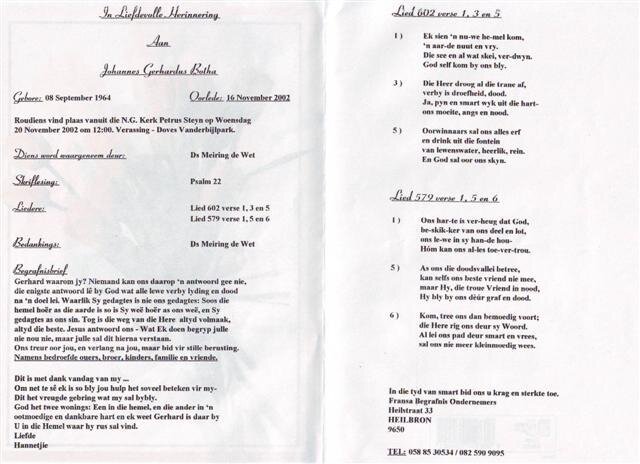 In Liefdevolle Herinnering
Aan
Johannes Gerhardus Botha
Gebore: 08 September 1964 Oorlede: 16 November 2002
Roudiens vind plaas vanuit die N.G. Kerk Petrus Steyn op Woensdag
20 November 2002 om 12:00. Verassing - Doves Vanderbijlpark.
Diens word waargeneem deur: Ds Meiring de Wet
Skriflesing: Psalm 22
Liedere: Lied 602 verse 1, 3 en 5
Lied 579 verse 1, 5 en 6
Bedankings: Ds Meiring de Wet
Begrafnisbrief
Gerhard waarom jy? Niemand kan ons daarop 'n antwoord gee nie,
die enigste antwoord lê by God wat alle lewe verby lyding en dood
na 'n doel lei. Waarlik Sy gedagtes is nie ons gedagtes: Soos die
hemel hoër as die aarde is so is Sy weë hoër as ons weë, en Sy
gedagtes as ons sin. Tog is die weg van die Here altyd volmaak,
altyd die beste. Jesus antwoord ons - Wat Ek doen begryp julle
nie nou nie, maar julle sal dit hierna verstaan.
Ons treur oor jou, en verlang na jou, maar bid vir stille berusting.
Namens bedroefde ouers, broer, kinders, familie en vriende.
Dit is met dank vandag van my ...
Om net te sê ek is so bly jou hulp het soveel beteken vir my-
Dit het vreugde gebring wat my sal bybly.
God het twee wonings: Een in die hemel, en die ander in 'n
ootmoedige en dankbare hart en ek weet Gerhard is daar by
U in die Hemel waar hy rus sal vind.
Liefde
Hannetjie
Lied 602 verse 1, 3 en 5
1 ) Ek sien 'n nu-we he-mel kom,
'n aar-de nuut en vry.
Die see en al wat skei, ver-dwyn.
God self kom by ons bly.
3 ) Die Heer droog al die trane af,
verby is droefheid, dood.
Ja, pyn en smart wyk uit die hart-
ons moeite, angs en nood.
5 ) Oorwinnaars sal ons alles erf
en drink uit die fontein
van lewenswater, heerlik, rein.
En God sal oor ons skyn.
Lied 579 verse 1, 5 en 6
1 ) Ons har-te is ver-heug dat God,
be-skik-ker van ons deel en lot,
ons le-we in sy han-de hou-
Hóm kan ons al-les toe-ver-trou.
5 ) As ons die doodsvallei betree,
kan selfs ons beste vriend nie mee,
maar Hy, die troue Vriend in nood,
Hy bly by ons dèùr graf en dood.
6 ) Kom, tree ons dan bemoedig voort;
die Here rig ons deur sy Woord.
Al lei ons pad deur smart en vrees,
sal ons nie meer kleinmoedig wees.
In die tyd van smart bid ons u krag en sterkte toe.
Fransa Begrafnis Ondernemers
Heilstraat 33
HEILBRON
9650
TEL: 058 85 30534 / 082 590 9095